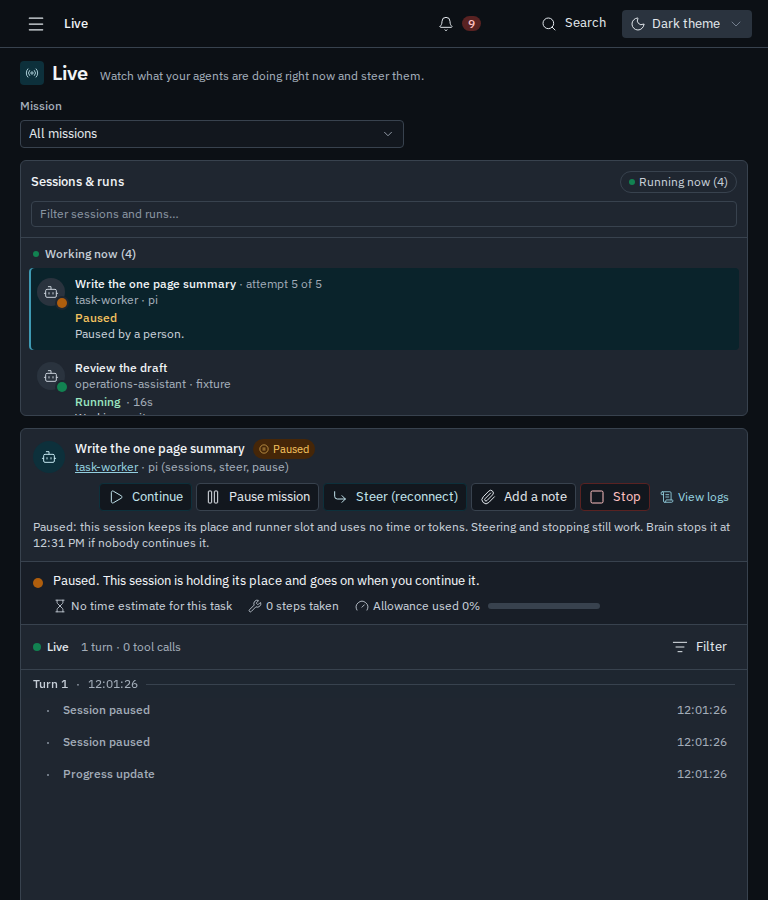 Live
9
Search
Dark theme
Live
Watch what your agents are doing right now and steer them.
Mission
All missions
Sessions & runs
Running now (4)
Filter sessions and runs...
Working now (4)
Write the one page summary · attempt 5 of 5
task-worker · pi
Paused
Paused by a person.
Review the draft
operations-assistant · fixture
Running · 16s
Write the one page summary
Paused
task-worker · pi (sessions, steer, pause)
Continue
Pause mission
Steer (reconnect)
Add a note
Stop
View logs
Paused: this session keeps its place and runner slot and uses no time or tokens. Steering and stopping still work. Brain stops it at
12:31 PM if nobody continues it.
Paused. This session is holding its place and goes on when you continue it.
No time estimate for this task
0 steps taken
Allowance used 0%
Live
1 turn · 0 tool calls
Filter
Turn 1 · 12:01:26
· Session paused 12:01:26
· Session paused 12:01:26
· Progress update 12:01:26